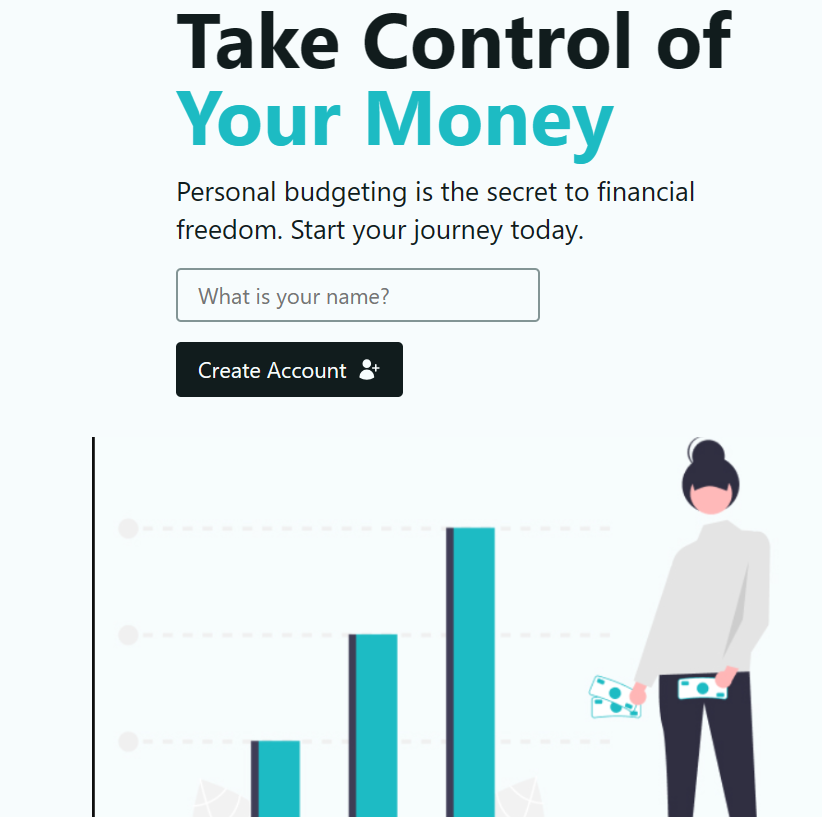 Take Control of
Your Money
Personal budgeting is the secret to financial
freedom. Start your journey today.
What is your name?
Create Account